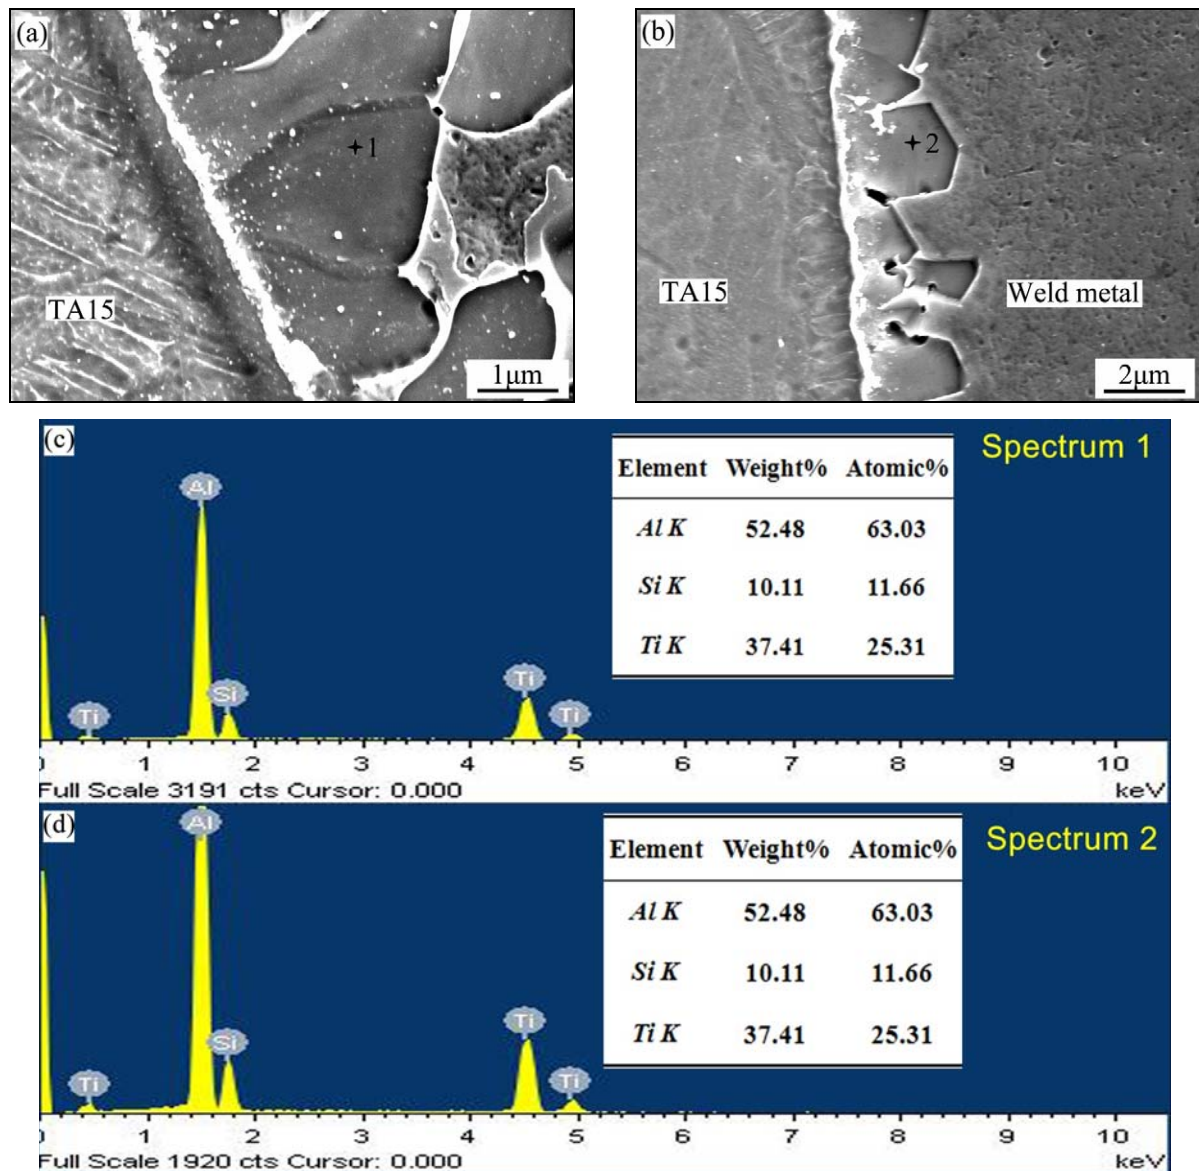 (a)
1
TA15
1μm
(b)
2
TA15
Weld metal
2μm
(c)
Spectrum 1
Element Weight% Atomic%
Al K 52.48 63.03
Si K 10.11 11.66
Ti K 37.41 25.31
Al
Si
Ti
Ti
Ti
0 1 2 3 4 5 6 7 8 9 10
Full Scale 3191 cts Cursor: 0.000 keV
(d)
Spectrum 2
Element Weight% Atomic%
Al K 52.48 63.03
Si K 10.11 11.66
Ti K 37.41 25.31
Al
Si
Ti
Ti
Ti
0 1 2 3 4 5 6 7 8 9 10
Full Scale 1920 cts Cursor: 0.000 keV